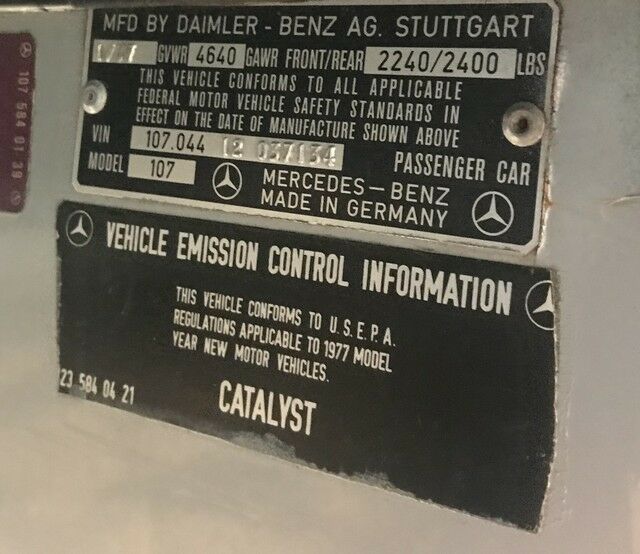 MFD BY DAIMLER - BENZ AG. STUTTGART
GVWR 4640 GAWR FRONT/REAR 2240/2400 LBS
THIS VEHICLE CONFORMS TO ALL APPLICABLE
FEDERAL MOTOR VEHICLE SAFETY STANDARDS IN
EFFECT ON THE DATE OF MANUFACTURE SHOWN ABOVE
VIN 107.044 12 037134 PASSENGER CAR
MODEL 107 MERCEDES-BENZ
MADE IN GERMANY
107 584 01 39
VEHICLE EMISSION CONTROL INFORMATION
THIS VEHICLE CONFORMS TO U.S.E.P.A.
REGULATIONS APPLICABLE TO 1977 MODEL
YEAR NEW MOTOR VEHICLES.
CATALYST
23 584 04 21